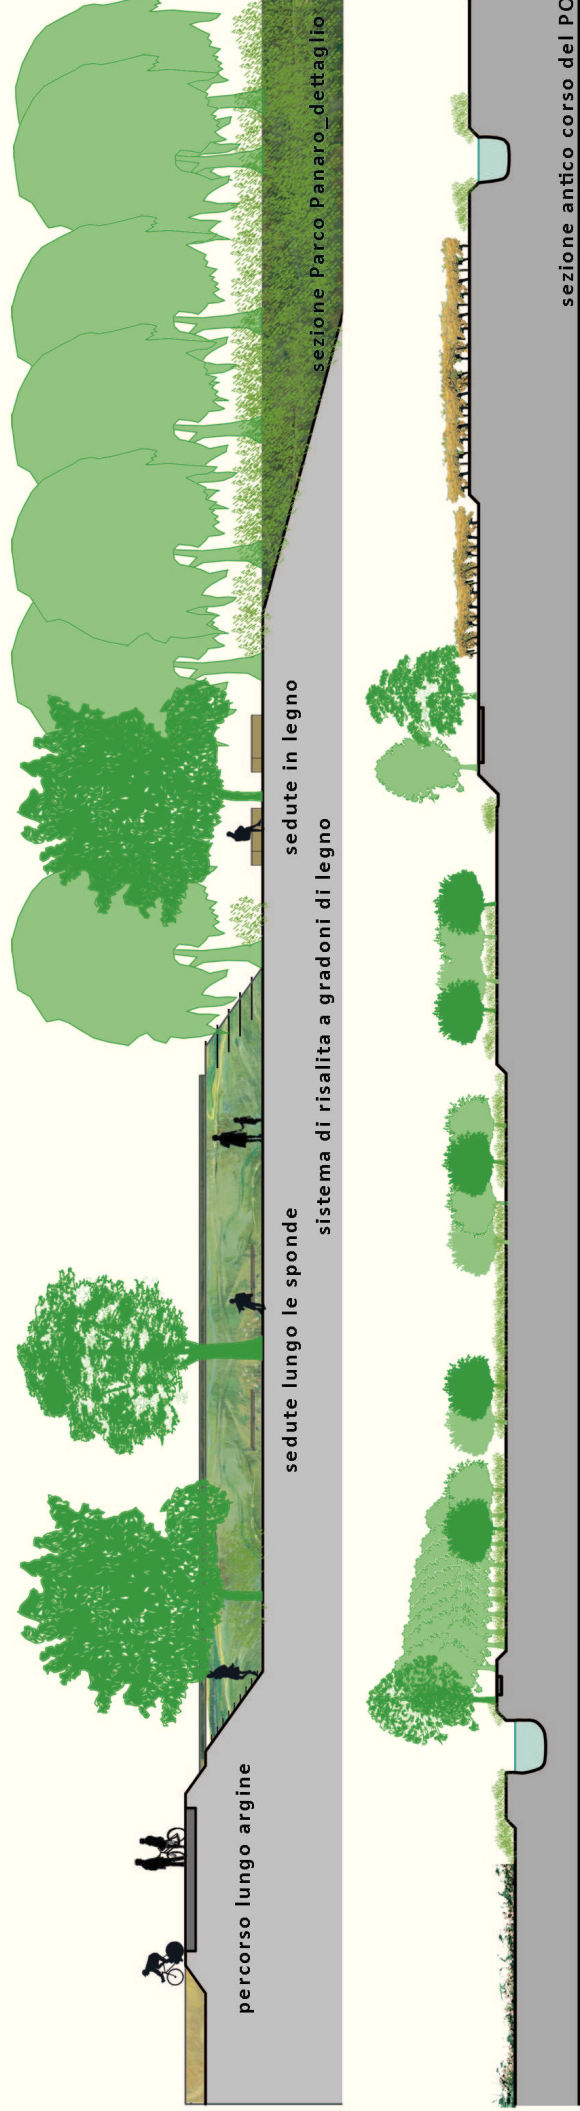 percorso lungo argine
sedute lungo le sponde
sistema di risalita a gradoni di legno
sedute in legno
sezione Parco Panaro_dettaglio
sezione antico corso del PO